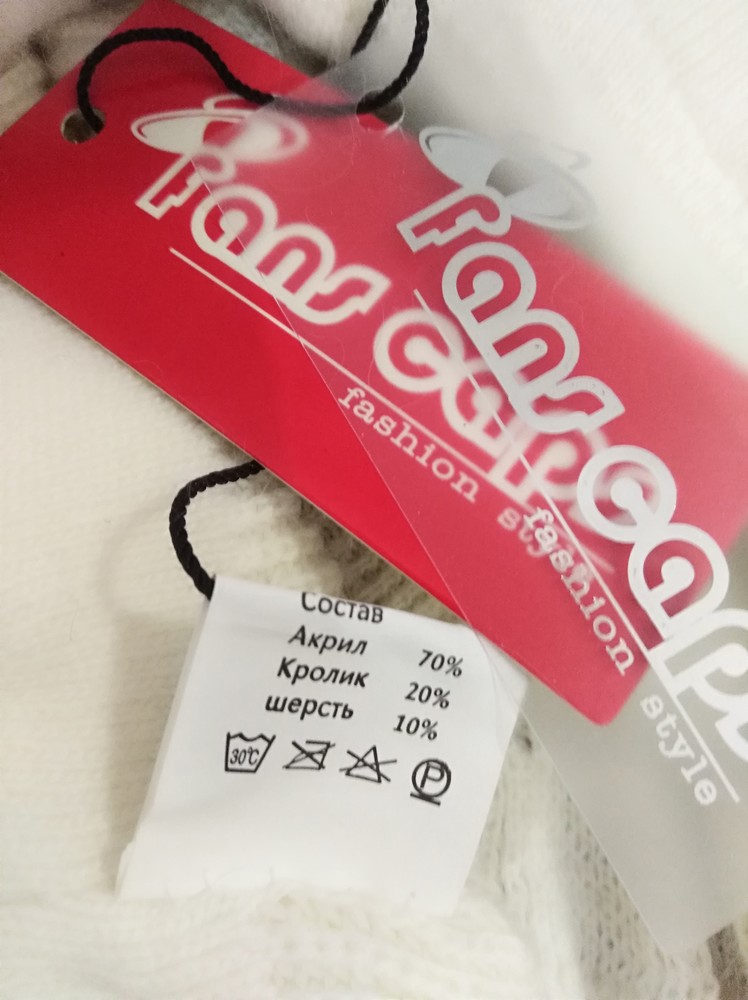 fans cap
fashion style
fans cap
fashion style
Состав
Акрил 70%
Кролик 20%
шерсть 10%
30℃
P